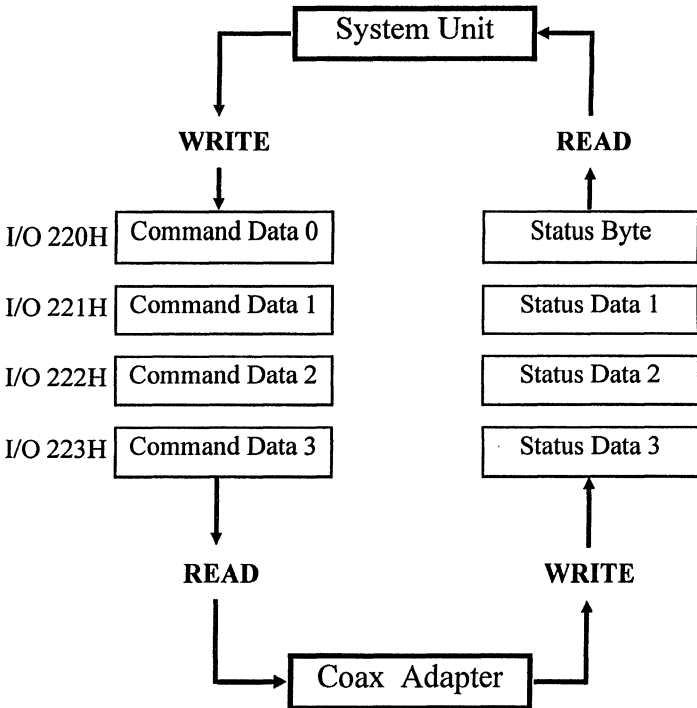 System Unit
WRITE READ
I/O 220H Command Data 0 Status Byte
I/O 221H Command Data 1 Status Data 1
I/O 222H Command Data 2 Status Data 2
I/O 223H Command Data 3 Status Data 3
READ WRITE
Coax Adapter